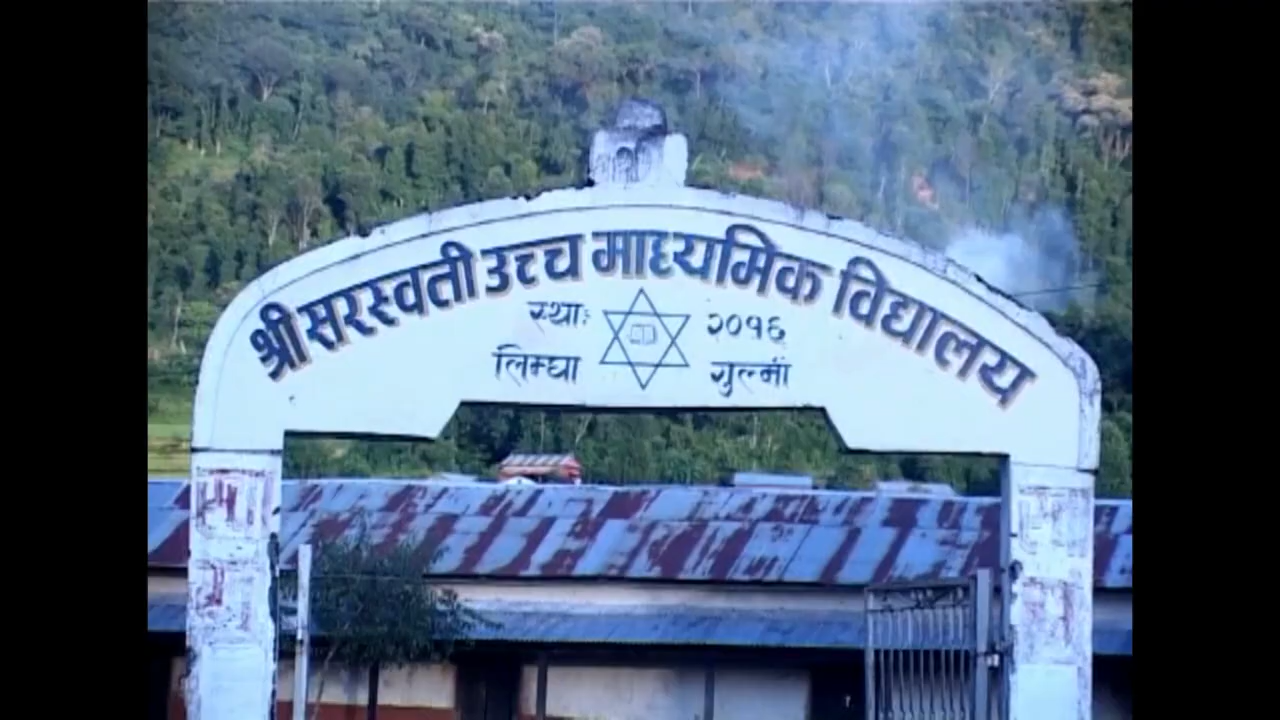 श्री सरस्वती उच्च माध्यमिक विद्यालय
स्थाः २०१६
लिम्घा गुल्मी